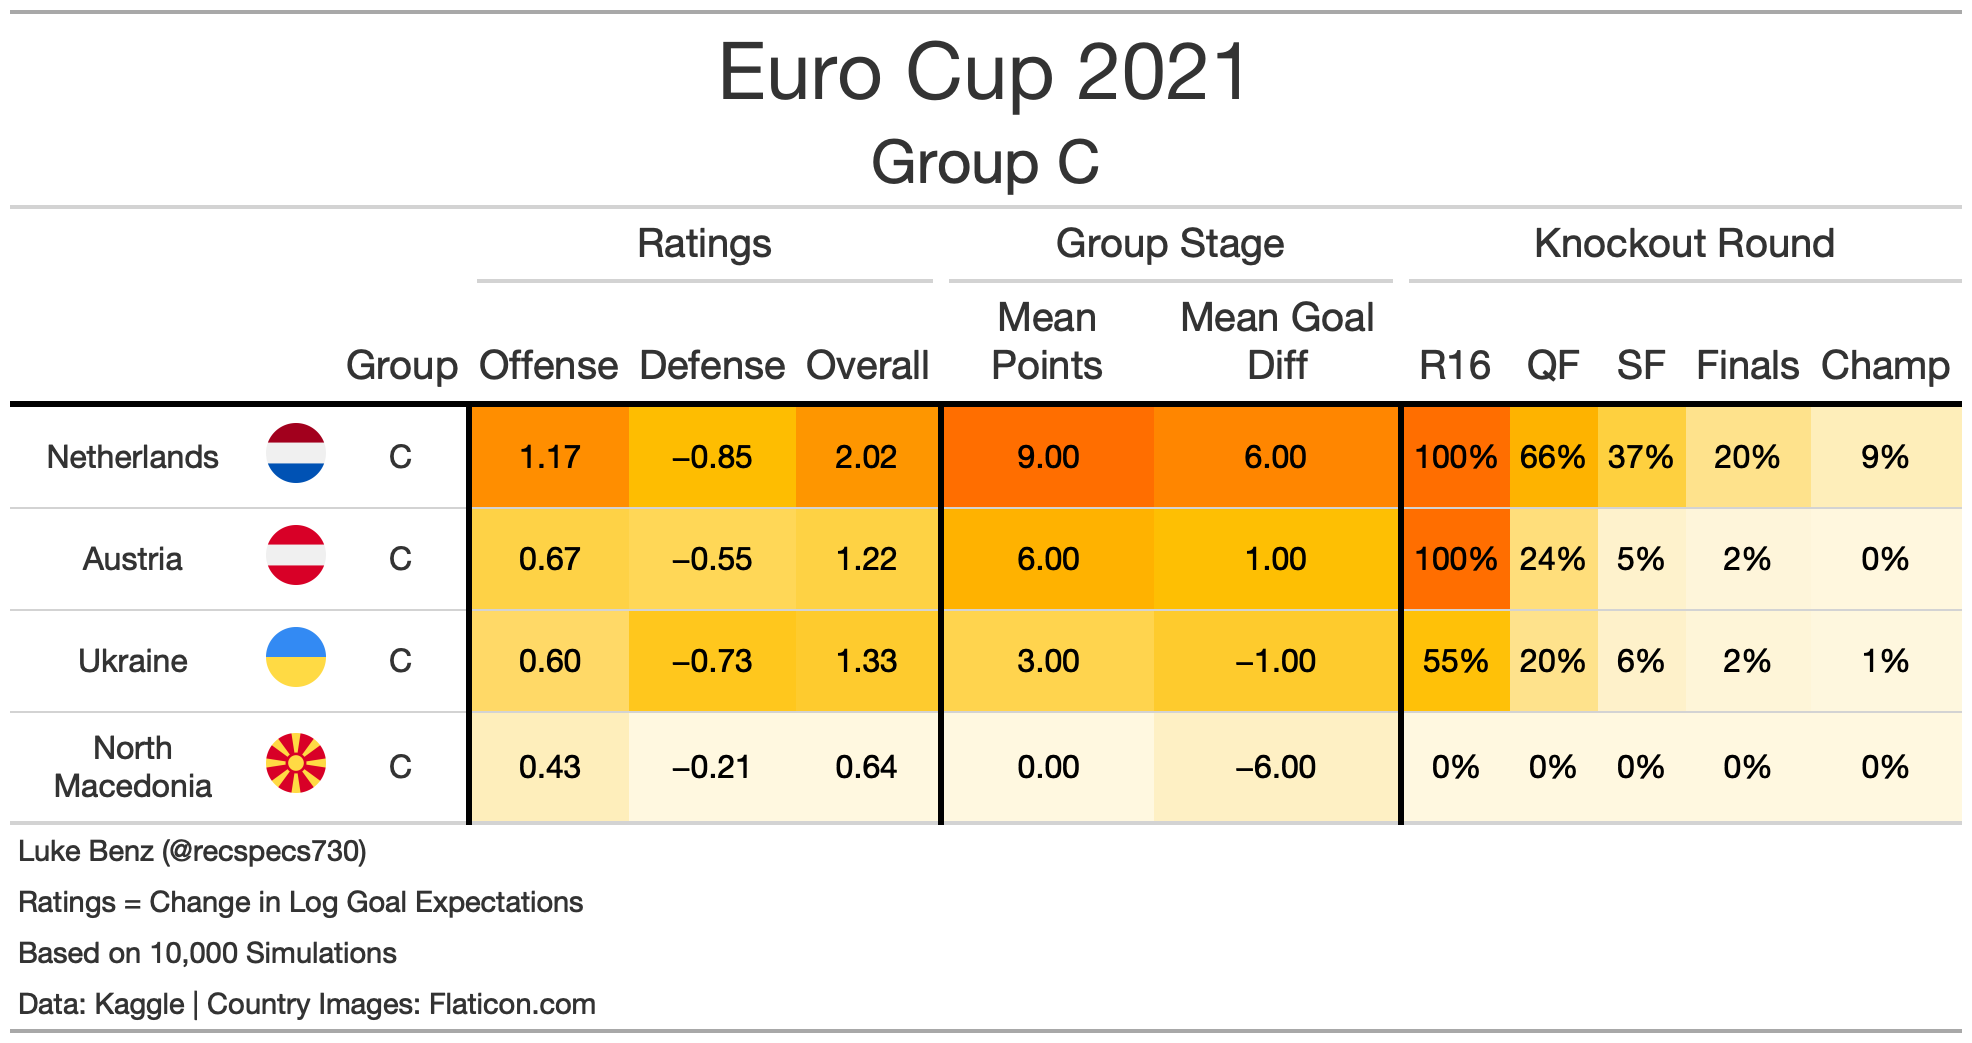 Euro Cup 2021
Group C
Ratings Group Stage Knockout Round
Group Offense Defense Overall Mean Points Mean Goal Diff R16 QF SF Finals Champ
Netherlands C 1.17 −0.85 2.02 9.00 6.00 100% 66% 37% 20% 9%
Austria C 0.67 −0.55 1.22 6.00 1.00 100% 24% 5% 2% 0%
Ukraine C 0.60 −0.73 1.33 3.00 −1.00 55% 20% 6% 2% 1%
North Macedonia C 0.43 −0.21 0.64 0.00 −6.00 0% 0% 0% 0% 0%
Luke Benz (@recspecs730)
Ratings = Change in Log Goal Expectations
Based on 10,000 Simulations
Data: Kaggle | Country Images: Flaticon.com